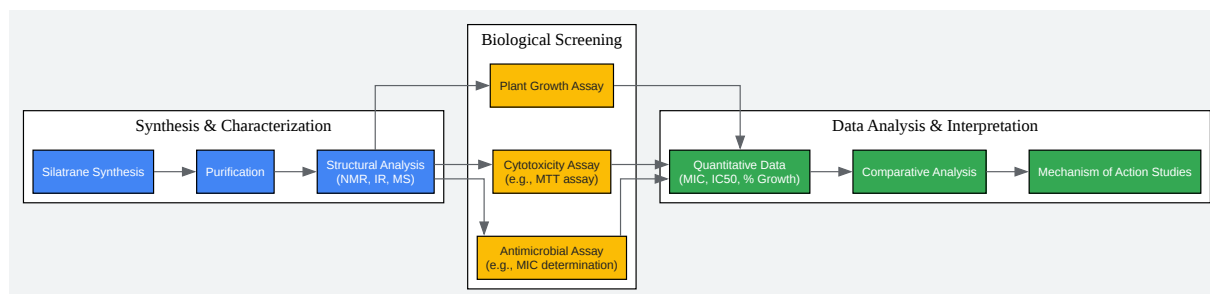 Biological Screening
Plant Growth Assay
Synthesis & Characterization
Data Analysis & Interpretation
Silatrane Synthesis
Purification
Structural Analysis
(NMR, IR, MS)
Cytotoxicity Assay
(e.g., MTT assay)
Quantitative Data
(MIC, IC50, % Growth)
Comparative Analysis
Mechanism of Action Studies
Antimicrobial Assay
(e.g., MIC determination)